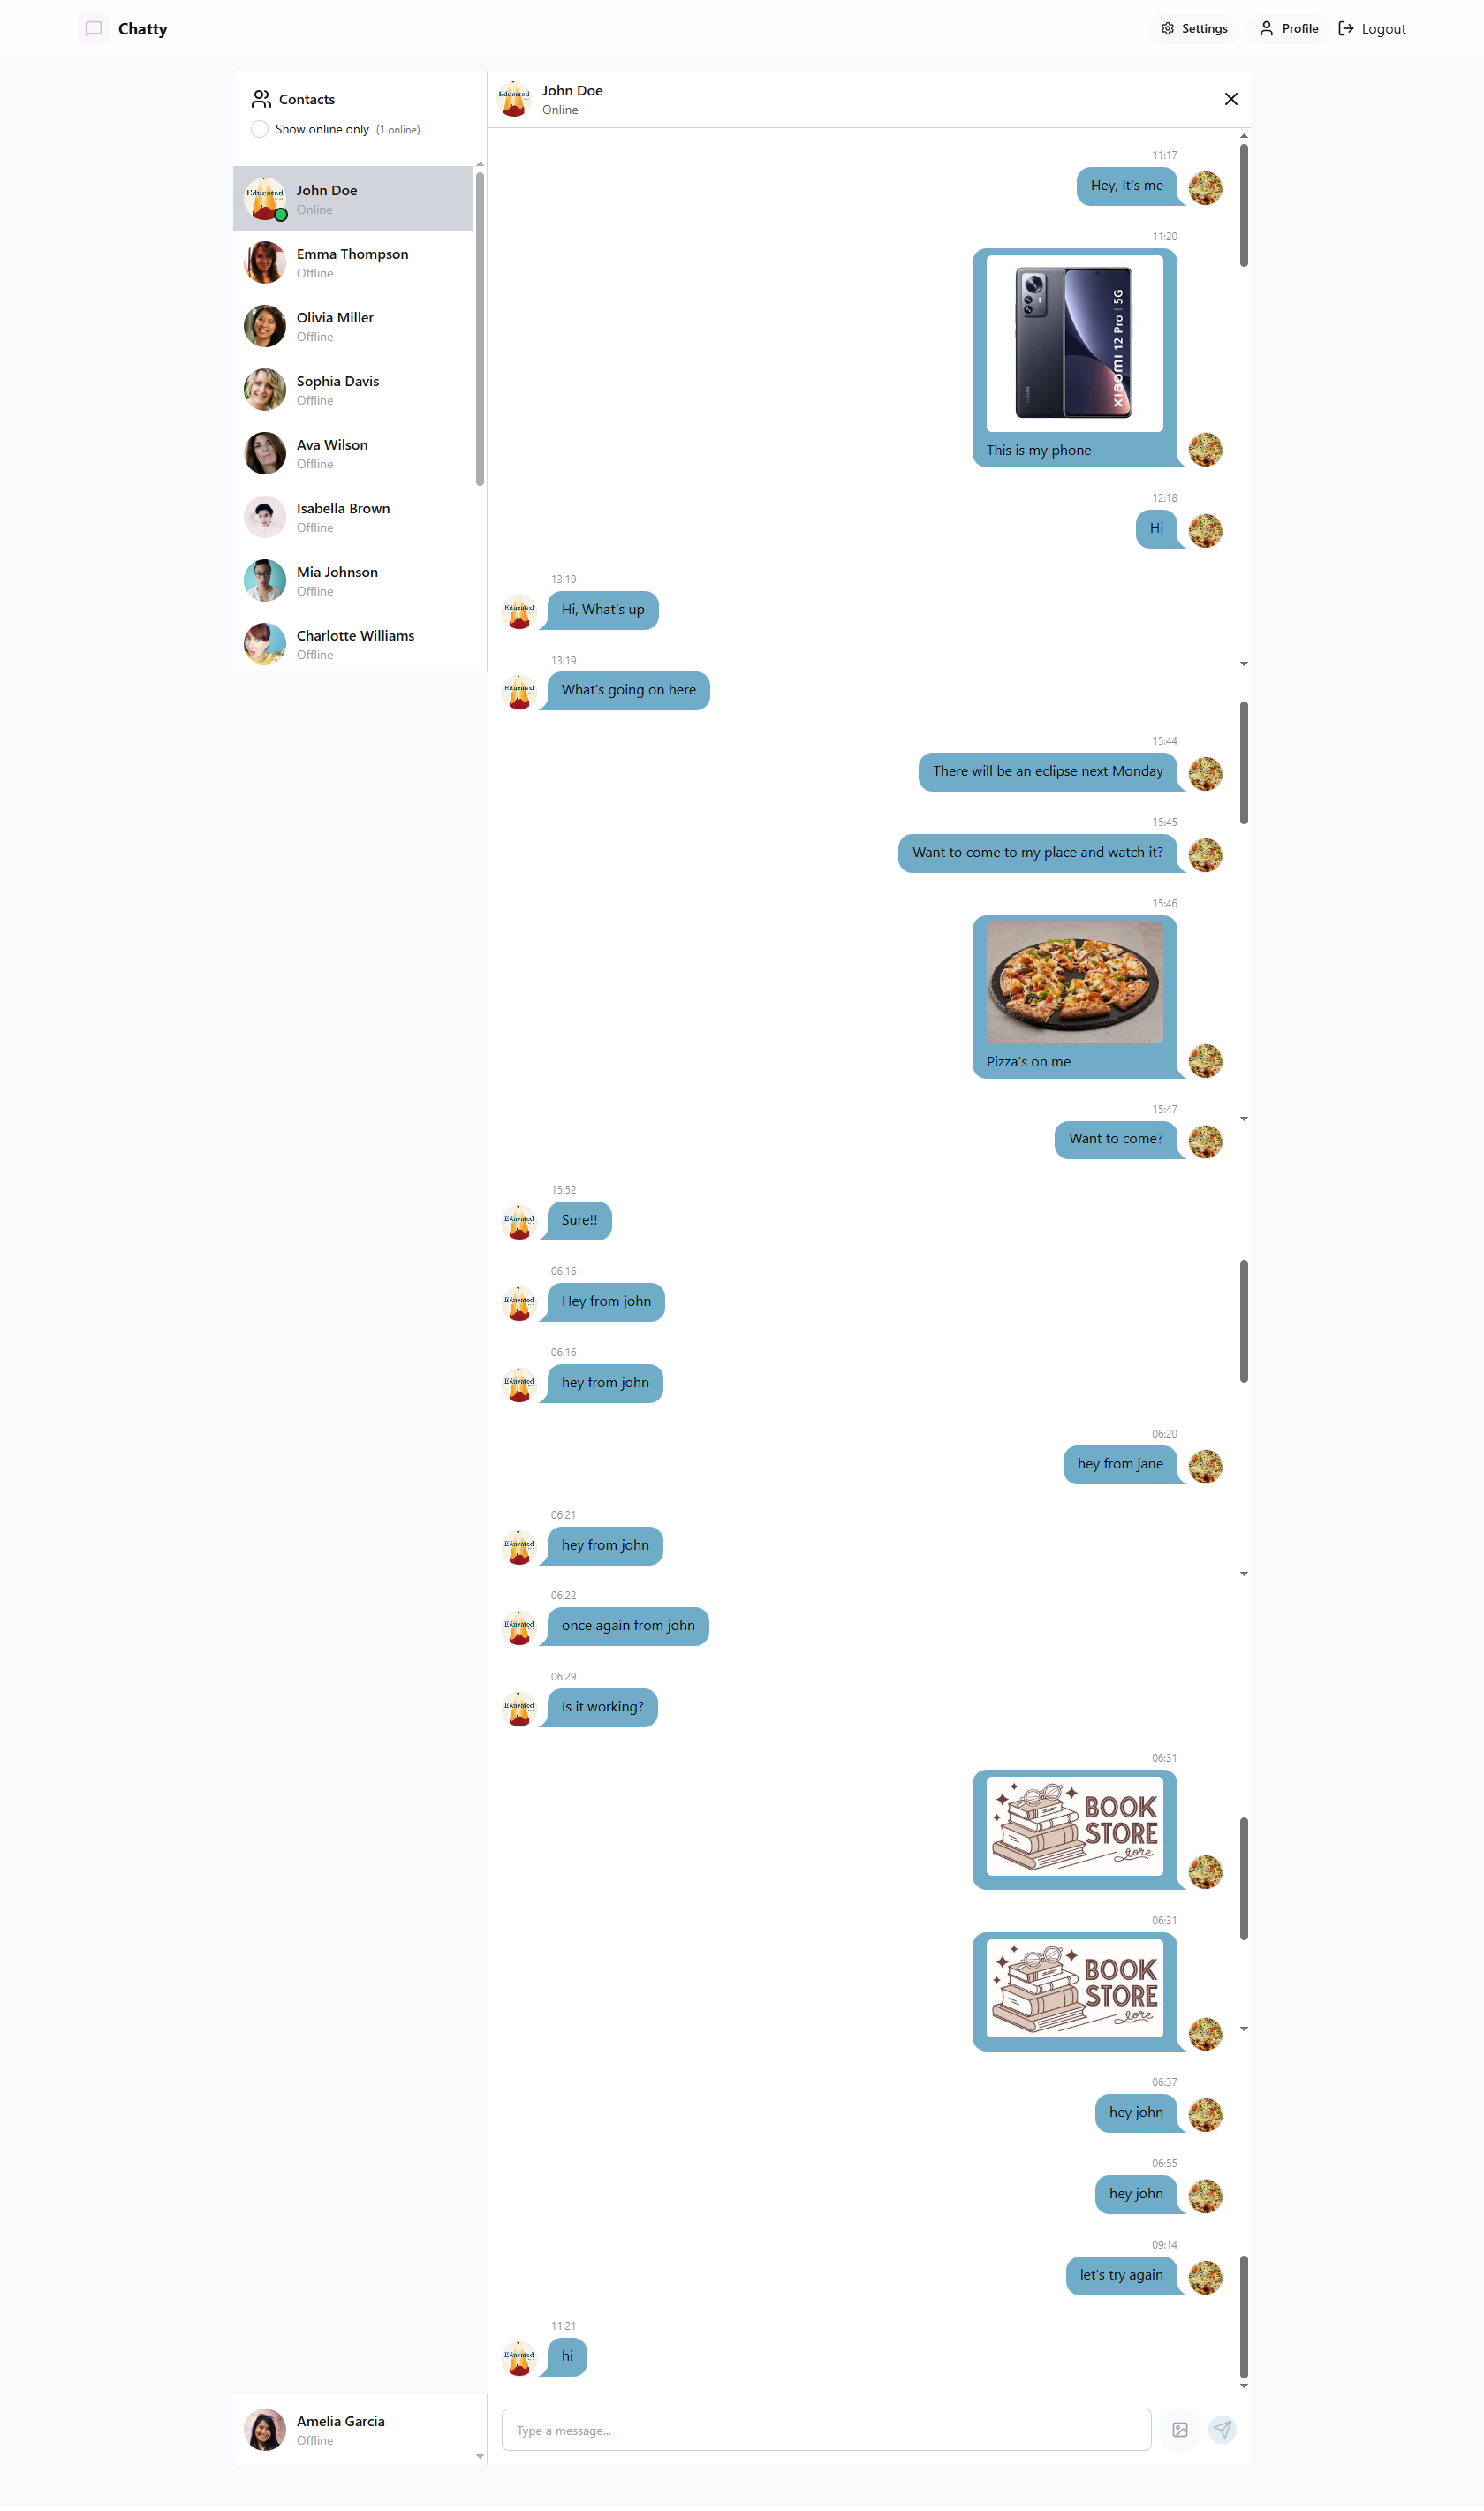 Chatty
Settings
Profile
Logout
Contacts
Show online only (1 online)
John Doe
Online
Emma Thompson
Offline
Olivia Miller
Offline
Sophia Davis
Offline
Ava Wilson
Offline
Isabella Brown
Offline
Mia Johnson
Offline
Charlotte Williams
Offline
Amelia Garcia
Offline
Educated
John Doe
Online
11:17
Hey, It's me
11:20
xiaomi 12 Pro | 5G
This is my phone
12:18
Hi
13:19
Hi, What's up
13:19
What's going on here
15:44
There will be an eclipse next Monday
15:45
Want to come to my place and watch it?
15:46
Pizza's on me
15:47
Want to come?
15:52
Sure!!
06:16
Hey from john
06:16
hey from john
06:20
hey from jane
06:21
hey from john
06:22
once again from john
06:29
Is it working?
06:31
BOOK
STORE
tore
06:31
BOOK
STORE
tore
06:37
hey john
06:55
hey john
09:14
let's try again
11:21
hi
Type a message...